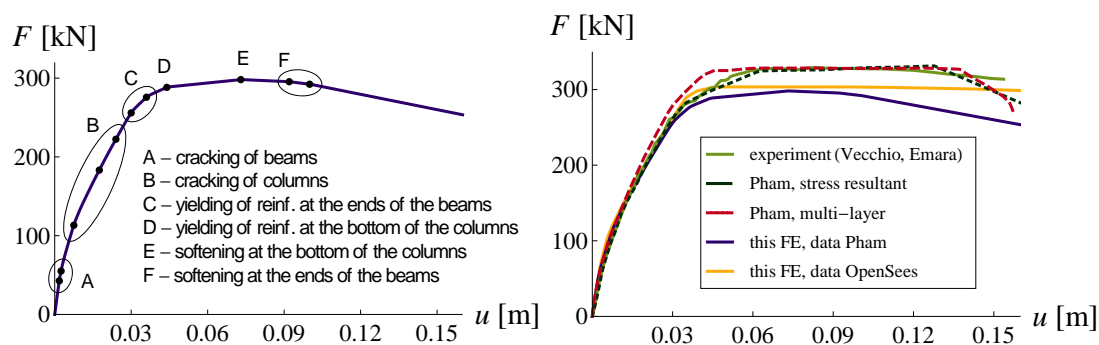 F [kN]
300
200
100
0
0.03
0.06
0.09
0.12
0.15
u [m]
A
B
C
D
E
F
A – cracking of beams
B – cracking of columns
C – yielding of reinf. at the ends of the beams
D – yielding of reinf. at the bottom of the columns
E – softening at the bottom of the columns
F – softening at the ends of the beams
F [kN]
300
200
100
0
0.03
0.06
0.09
0.12
0.15
u [m]
experiment (Vecchio, Emara)
Pham, stress resultant
Pham, multi−layer
this FE, data Pham
this FE, data OpenSees